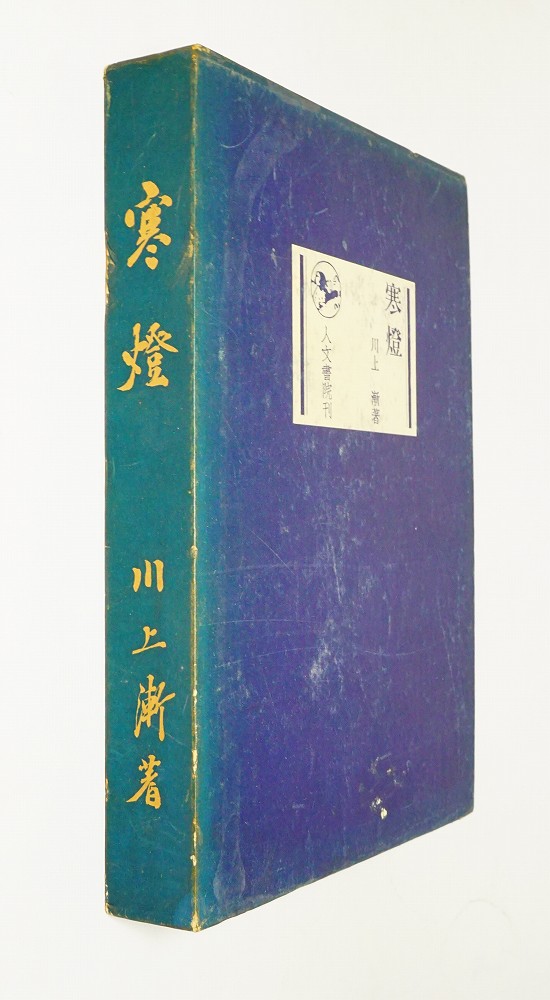 寒燈
川上漸著
寒燈
川上 漸著
人文書院刊